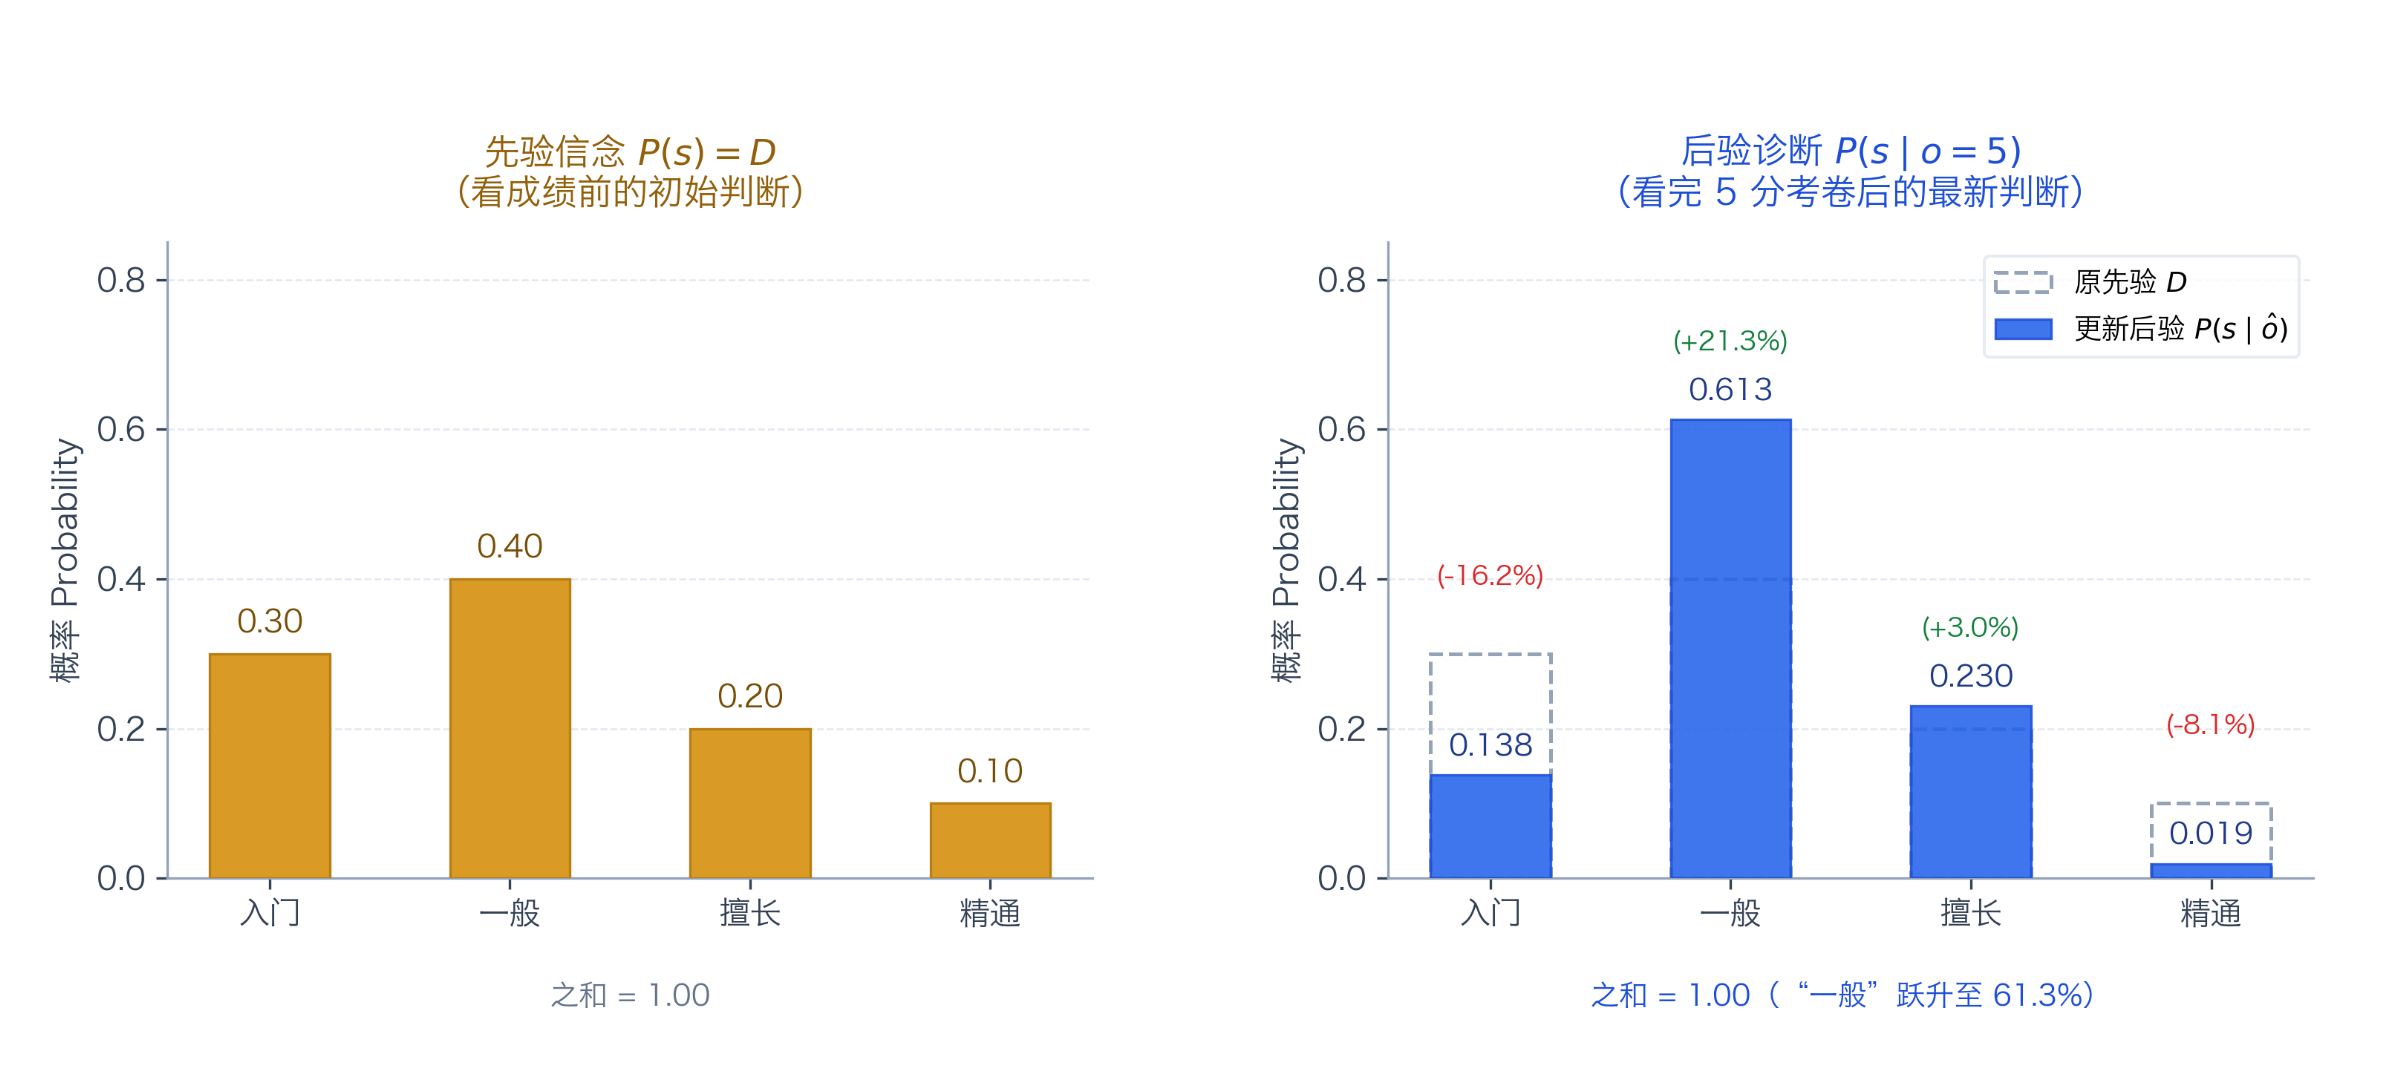 先验信念 P(s) = D
（看成绩前的初始判断）
概率 Probability
0.8
0.6
0.4
0.2
0.0
0.30
0.40
0.20
0.10
入门
一般
擅长
精通
之和 = 1.00
后验诊断 P(s | o = 5)
（看完 5 分考卷后的最新判断）
概率 Probability
0.8
0.6
0.4
0.2
0.0
原先验 D
更新后验 P(s | ô)
(-16.2%)
0.138
(+21.3%)
0.613
(+3.0%)
0.230
(-8.1%)
0.019
入门
一般
擅长
精通
之和 = 1.00（“一般”跃升至 61.3%）